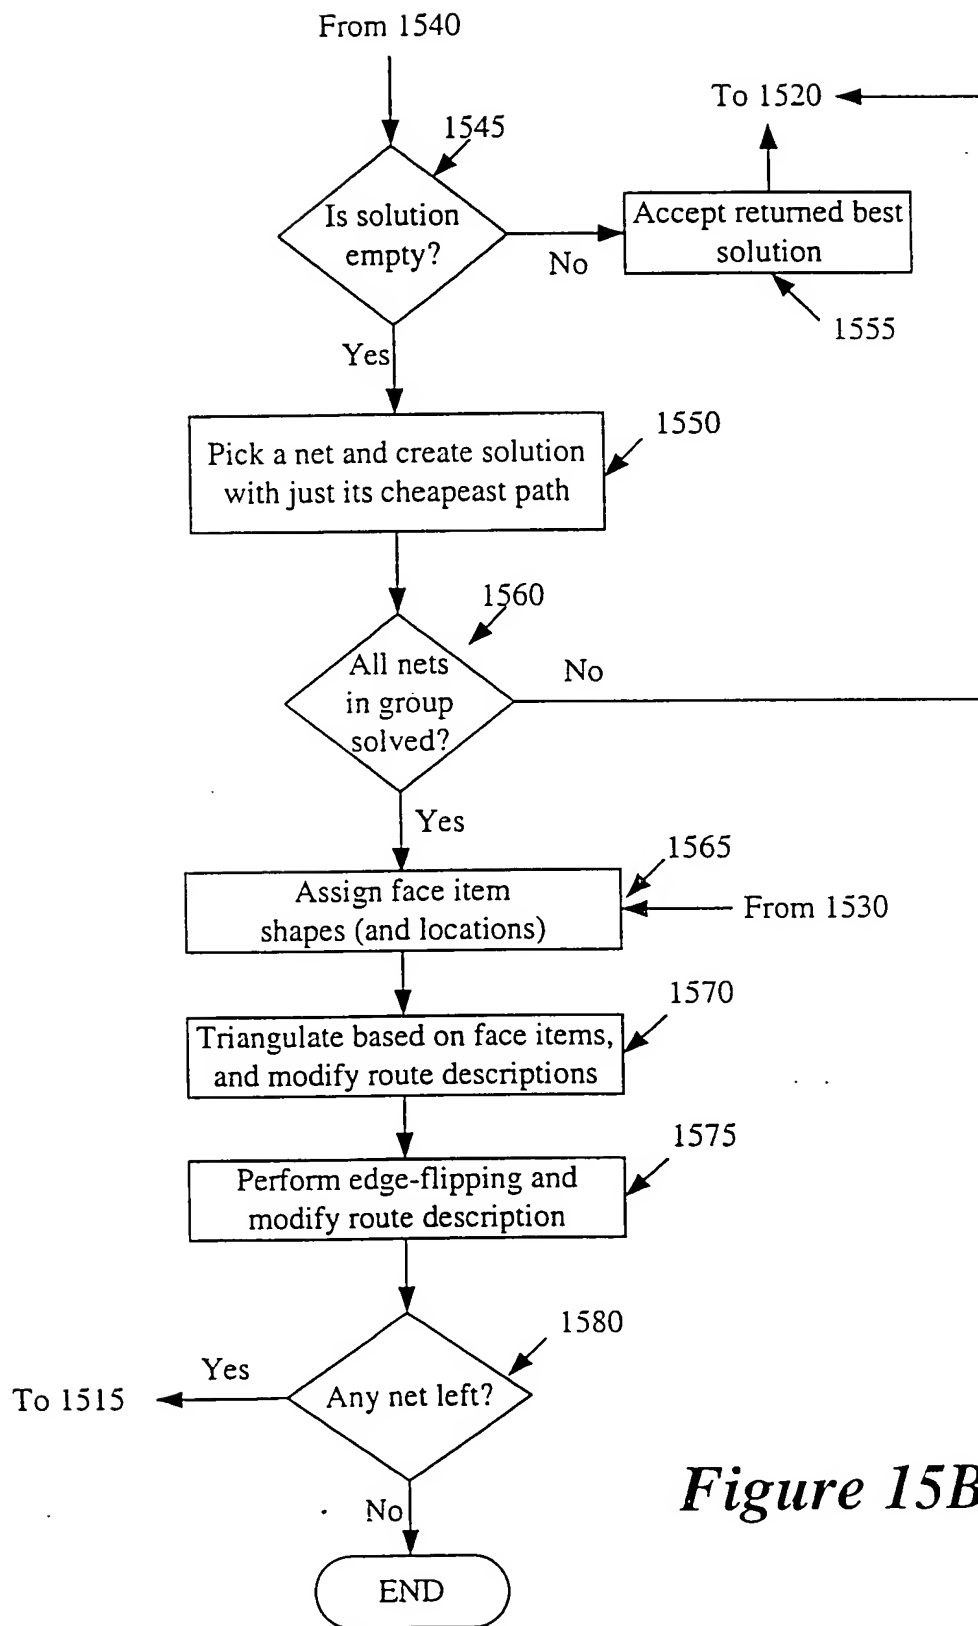 From 1540
To 1520
1545
Is solution
empty?
Accept returned best
solution
No
1555
Yes
1550
Pick a net and create solution
with just its cheapeast path
1560
All nets
in group
solved?
No
Yes
1565
Assign face item
shapes (and locations)
From 1530
1570
Triangulate based on face items,
and modify route descriptions
1575
Perform edge-flipping and
modify route description
1580
Yes
Any net left?
To 1515
Figure 15B
No
END